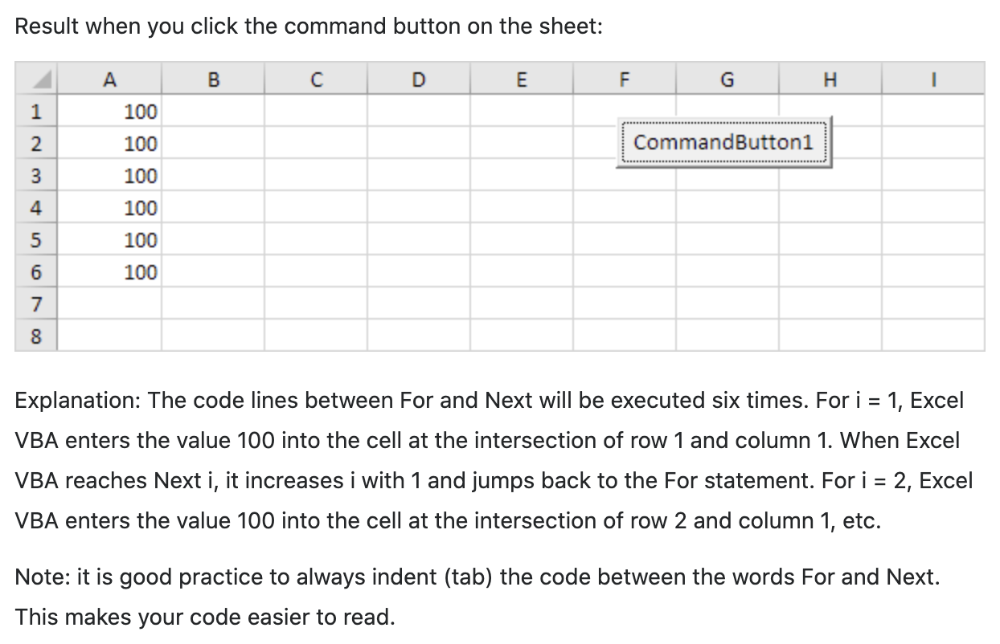 Result when you click the command button on the sheet:
A B C D E F G H I
1 100
2 100 CommandButton1
3 100
4 100
5 100
6 100
7
8
Explanation: The code lines between For and Next will be executed six times. For i = 1, Excel
VBA enters the value 100 into the cell at the intersection of row 1 and column 1. When Excel
VBA reaches Next i, it increases i with 1 and jumps back to the For statement. For i = 2, Excel
VBA enters the value 100 into the cell at the intersection of row 2 and column 1, etc.
Note: it is good practice to always indent (tab) the code between the words For and Next.
This makes your code easier to read.